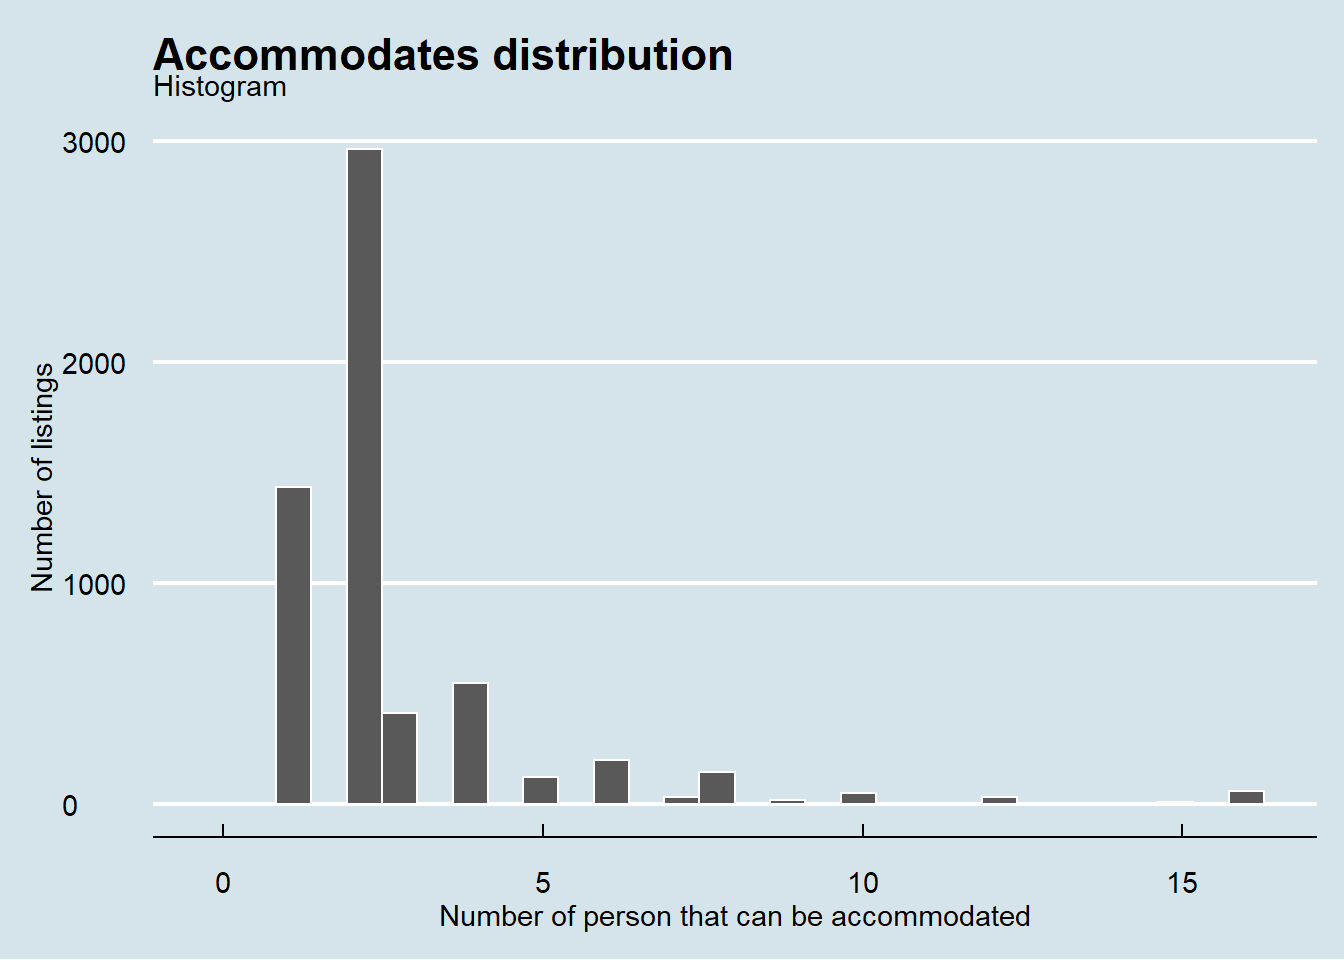 Accommodates distribution
Histogram
3000
2000
1000
0
Number of listings
0 5 10 15
Number of person that can be accommodated